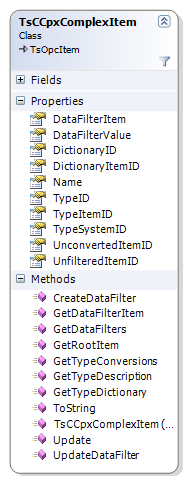 TsCCpxComplexItem
Class
TsOpcItem
Fields
Properties
DataFilterItem
DataFilterValue
DictionaryID
DictionaryItemID
Name
TypeID
TypeItemID
TypeSystemID
UnconvertedItemID
UnfilteredItemID
Methods
CreateDataFilter
GetDataFilterItem
GetDataFilters
GetRootItem
GetTypeConversions
GetTypeDescription
GetTypeDictionary
ToString
TsCCpxComplexItem (...
Update
UpdateDataFilter